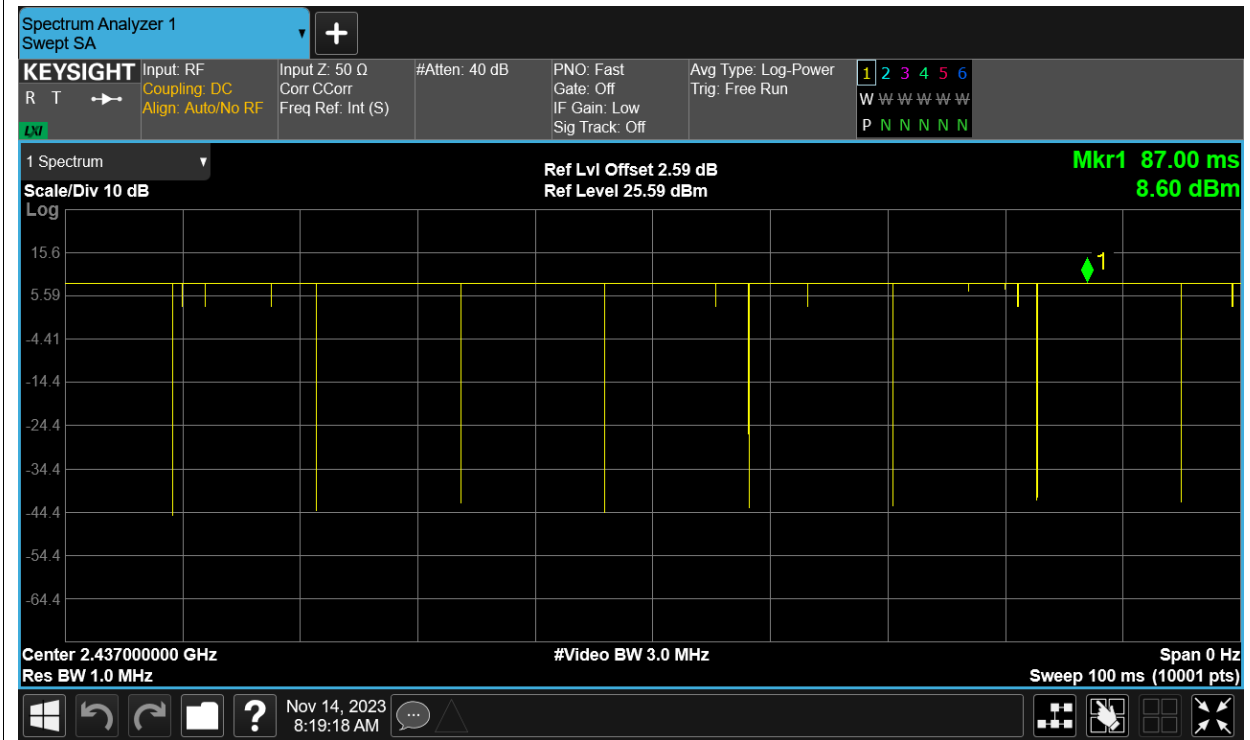 Spectrum Analyzer 1
Swept SA
KEYSIGHT
R T
LXI
Input: RF
Coupling: DC
Align: Auto/No RF
Input Z: 50 Ω
Corr CCorr
Freq Ref: Int (S)
#Atten: 40 dB
PNO: Fast
Gate: Off
IF Gain: Low
Sig Track: Off
Avg Type: Log-Power
Trig: Free Run
1 2 3 4 5 6
W W W W W W
P N N N N N
1 Spectrum
Scale/Div 10 dB
Log
Ref Lvl Offset 2.59 dB
Ref Level 25.59 dBm
Mkr1 87.00 ms
8.60 dBm
1
15.6
5.59
-4.41
-14.4
-24.4
-34.4
-44.4
-54.4
-64.4
Center 2.437000000 GHz
Res BW 1.0 MHz
#Video BW 3.0 MHz
Span 0 Hz
Sweep 100 ms (10001 pts)
?
Nov 14, 2023
8:19:18 AM